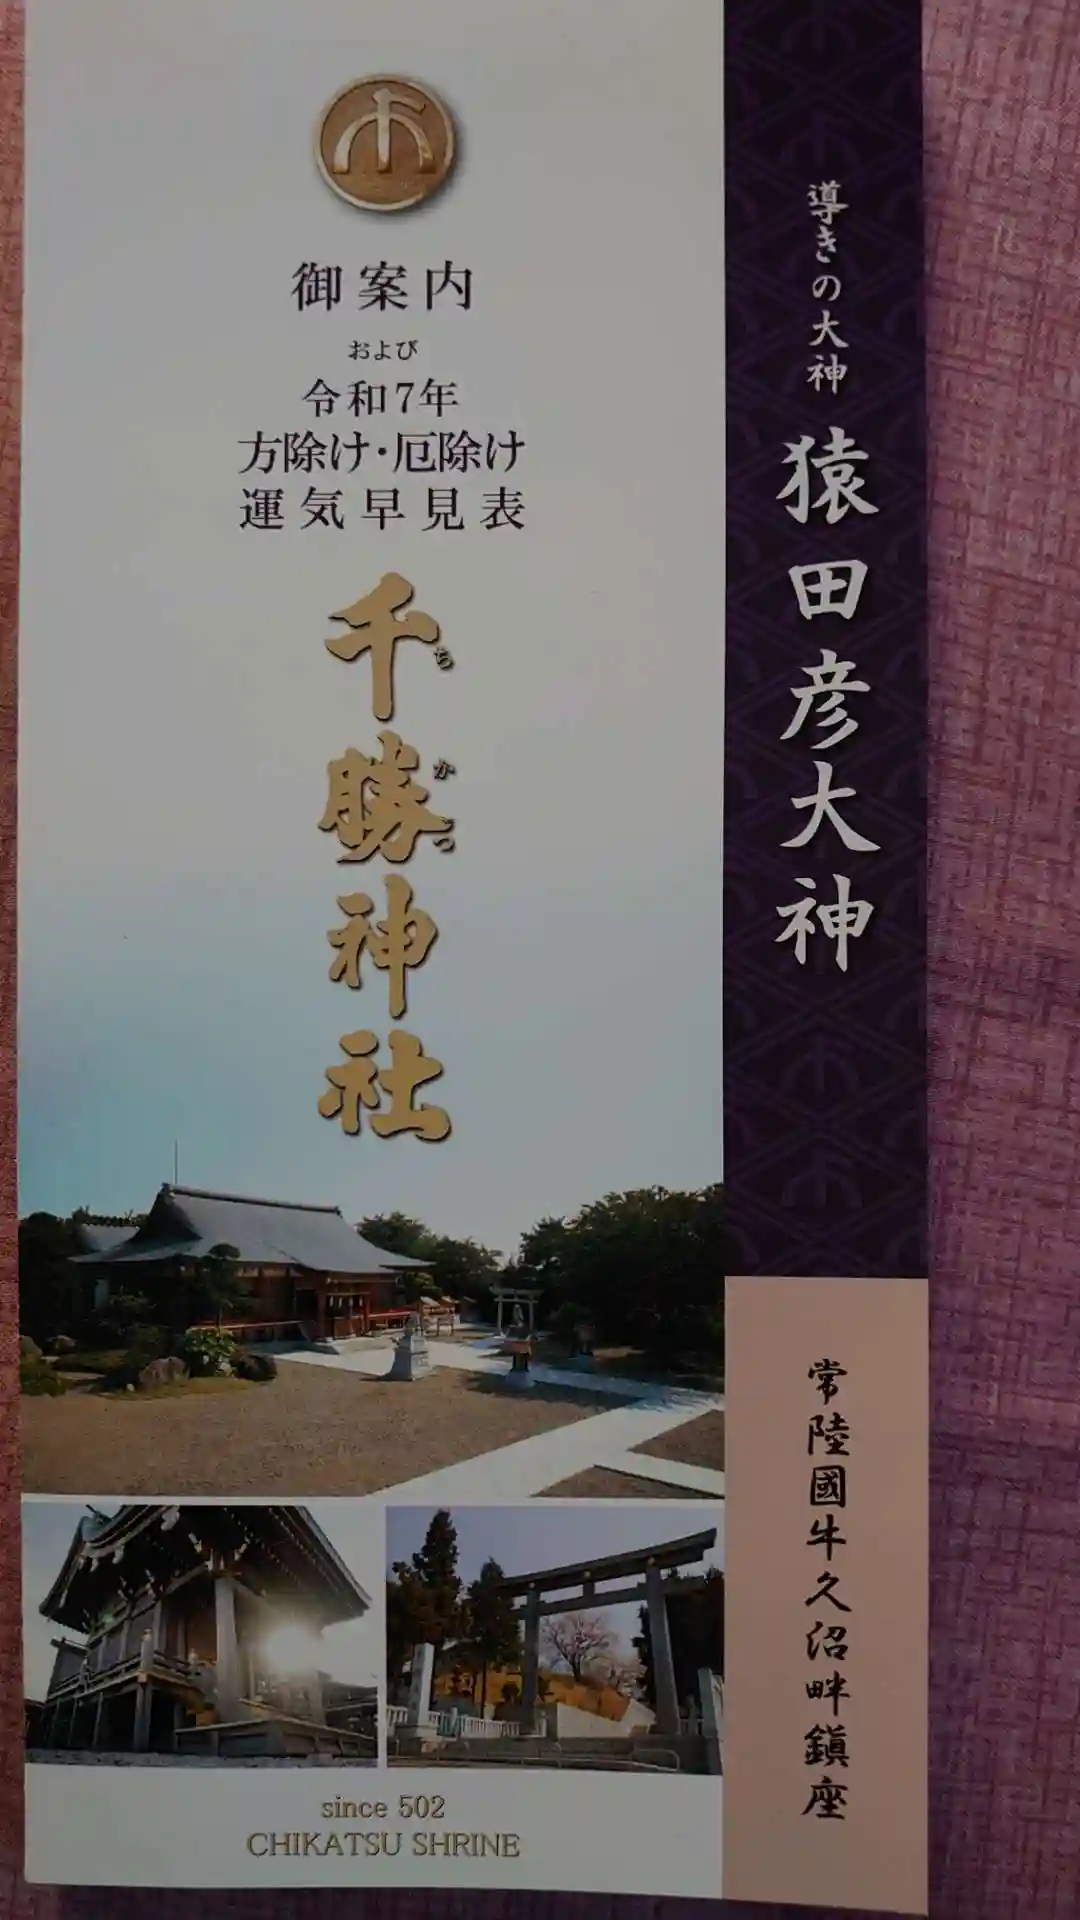 導きの大神 猿田彦大神
常陸國牛久沼畔鎮座
御案内
および
令和7年
方除け・厄除け
運気早見表
千勝神社
ち
かつ
since 502
CHIKATSU SHRINE